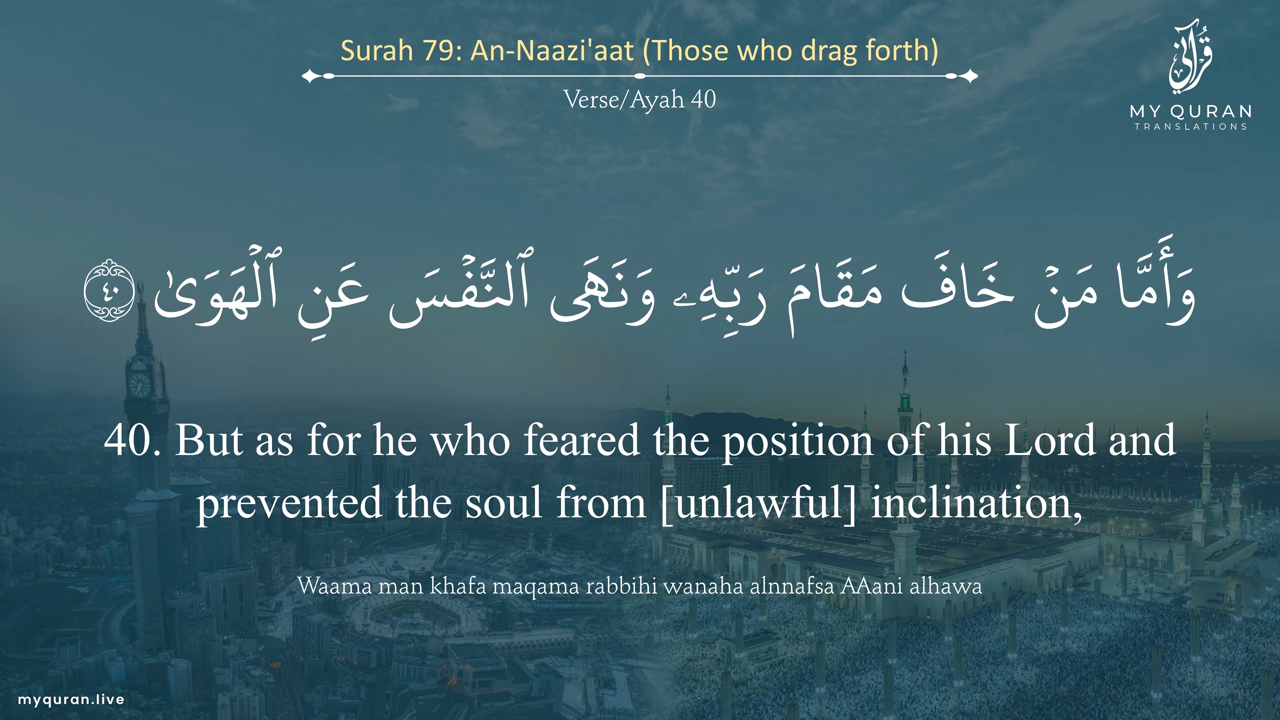 Surah 79: An-Naazi'aat (Those who drag forth)
Verse/Ayah 40
قرآني
MY QURAN
TRANSLATIONS
وَأَمَّا مَنْ خَافَ مَقَامَ رَبِّهِۦ وَنَهَى ٱلنَّفْسَ عَنِ ٱلْهَوَىٰ ٤٠
40. But as for he who feared the position of his Lord and
prevented the soul from [unlawful] inclination,
Waama man khafa maqama rabbihi wanaha alnnafsa AAani alhawa
myquran.live